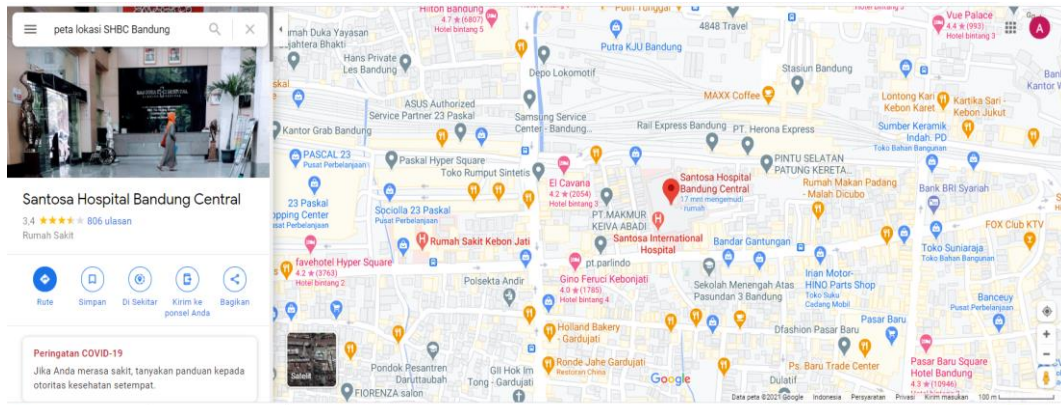 peta lokasi SHBC Bandung
Santosa Hospital Bandung Central
3,4
806 ulasan
Rumah Sakit
Rute
Simpan
Di Sekitar
Kirim ke
ponsel Anda
Bagikan
Peringatan COVID-19
Jika Anda merasa sakit, tanyakan panduan kepada
otoritas kesehatan setempat.
Hilton Bandung
4.7 ★ (6807)
Hotel bintang 5
4848 Travel
Vue Palace
4.4 ★ (993)
Hotel bintang 3
A
Hans Private
Les Bandung
Putra KJU Bandung
Depo Lokomotif
Stasiun Bandung
ASUS Authorized
Service Partner 23 Paskal
Samsung Service
Center - Bandung...
MAXX Coffee
Lontong Kari
Kebon Karet
Kartika Sari -
Kebon Jukut
Kantor Grab Bandung
Rail Express Bandung
PT. Herona Express
Sumber Keramik
Indah. PD
Toko Bahan Bangunan
PASCAL 23
Pusat Perbelanjaan
Paskal Hyper Square
Toko Rumput Sintetis
PINTU SELATAN
PATUNG KERETA...
El Cavana
4.2 ★ (2054)
Hotel bintang 3
Santosa Hospital
Bandung Central
17 mnt mengemudi
- rumah
Rumah Makan Padang
- Malah Dicubo
Bank BRI Syariah
23 Paskal
Sociolla 23 Paskal
Pusat Perbelanjaan
PT.MAKMUR
KEIVA ABADI
FOX Club KTV
Rumah Sakit Kebon Jati
Santosa International
Hospital
Bandar Gantungan
Toko Suniaraja
Toko Bahan Bangunan
favehotel Hyper Square
4.2 ★ (3763)
Hotel bintang 2
pt.parlindo
Polsekta Andir
Gino Feruci Kebonjati
4.0 ★ (1785)
Hotel bintang 4
Sekolah Menengah Atas
Pasundan 3 Bandung
HINO Parts Shop
Toko Suku
Cadang Mobil
Banceuy
Pusat Perbelanjaan
Holland Bakery
- Gardujati
Pasar Baru
Dfashion Pasar Baru
Satelit
Pondok Pesantren
Daruttaubah
GII Hok Im
Tong - Gardujati
Ronde Jahe Gardujati
Restoran China
Ps. Baru Trade Center
Pasar Baru Square
Hotel Bandung
4.3 ★ (10946)
FIORENZA salon
Google
Dulatif
Data peta ©2021 Google
Indonesia
Persyaratan
Privasi
Kirim masukan
100 m